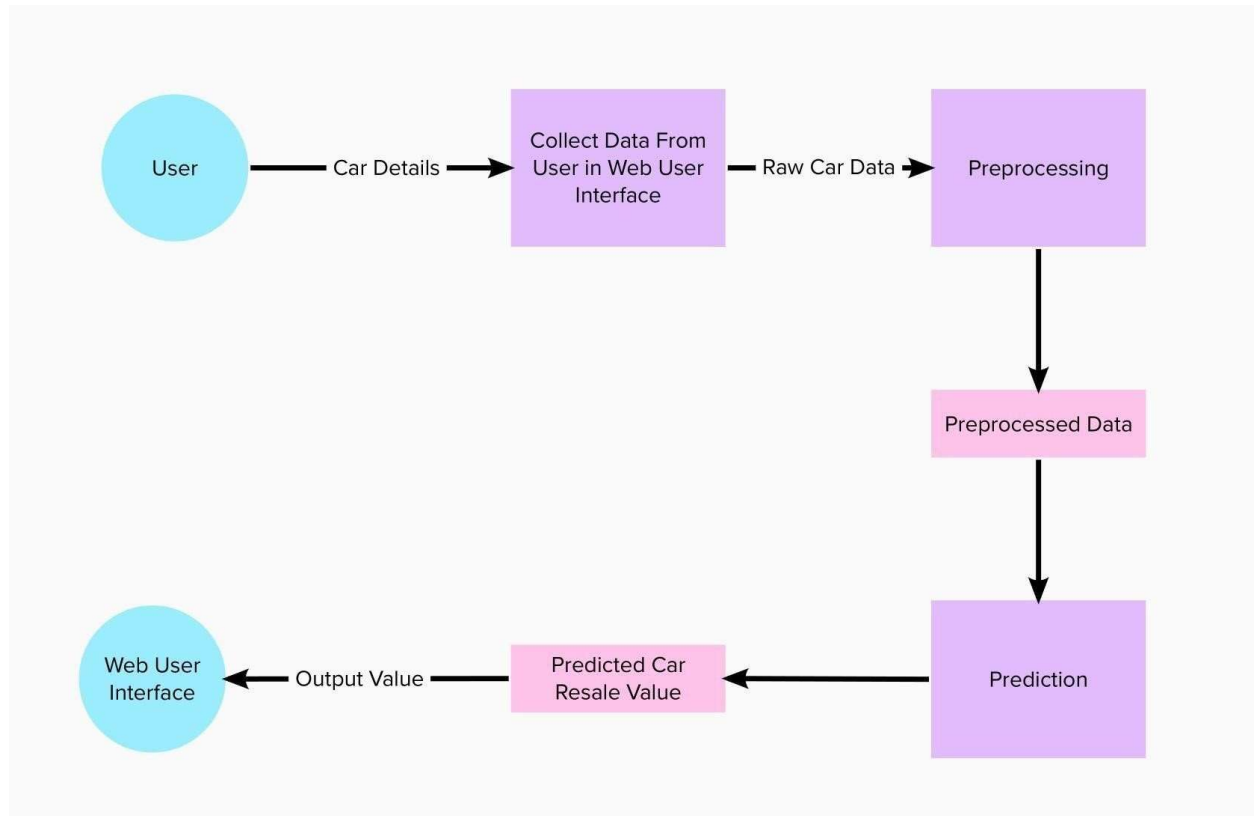 User
Car Details
Collect Data From
User in Web User
Interface
Raw Car Data
Preprocessing
Preprocessed Data
Prediction
Predicted Car
Resale Value
Output Value
Web User
Interface